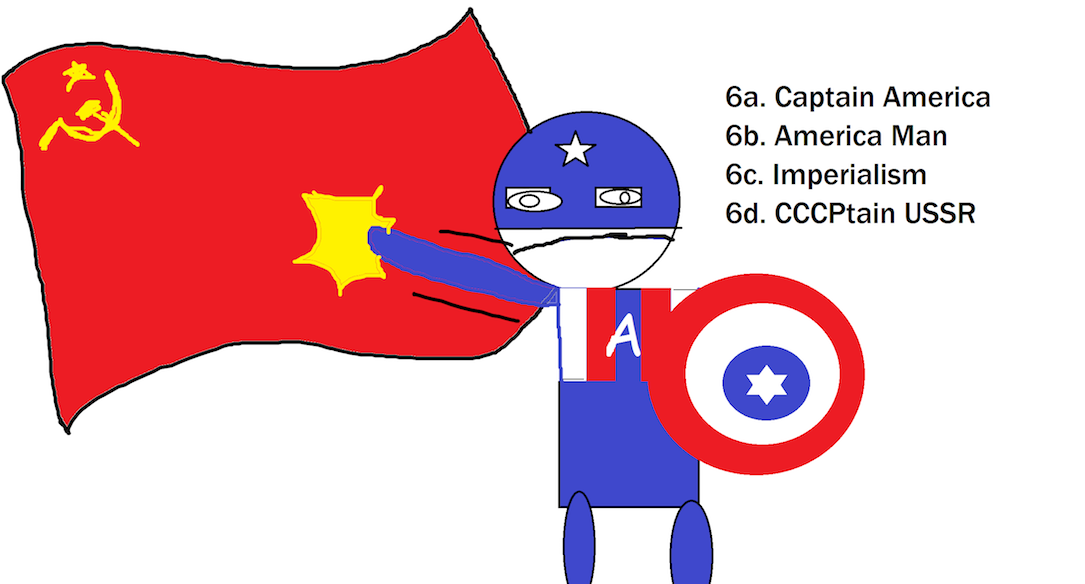 6a. Captain America
6b. America Man
6c. Imperialism
6d. CCCPtain USSR
A